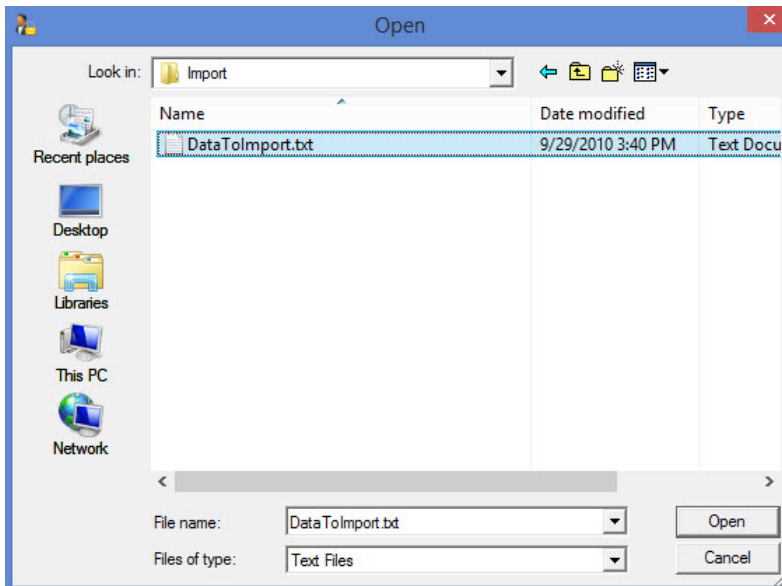 Open
Look in: Import
Name Date modified Type
DataToImport.txt 9/29/2010 3:40 PM Text Docu
Recent places
Desktop
Libraries
This PC
Network
File name: DataToImport.txt Open
Files of type: Text Files Cancel